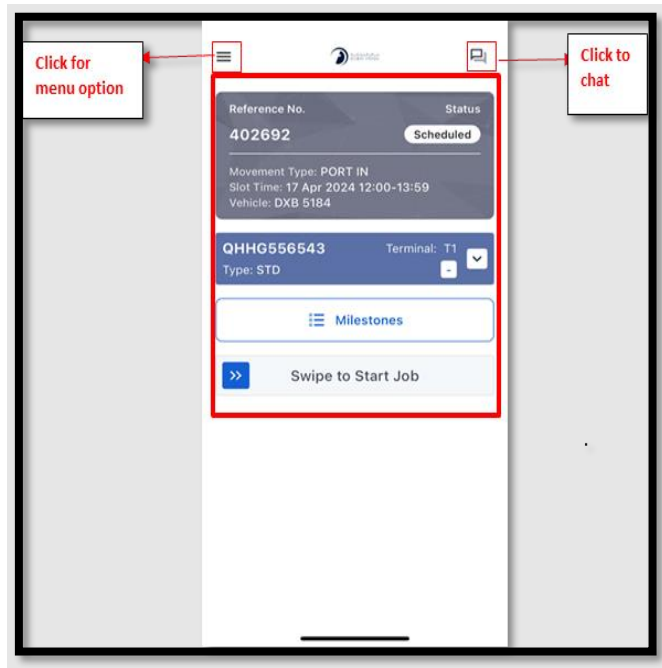 Click for
menu option
Click to
chat
Reference No. Status
402692 Scheduled
Movement Type: PORT IN
Slot Time: 17 Apr 2024 12:00-13:59
Vehicle: DXB 5184
QHHG556543 Terminal: T1
Type: STD -
Milestones
Swipe to Start Job